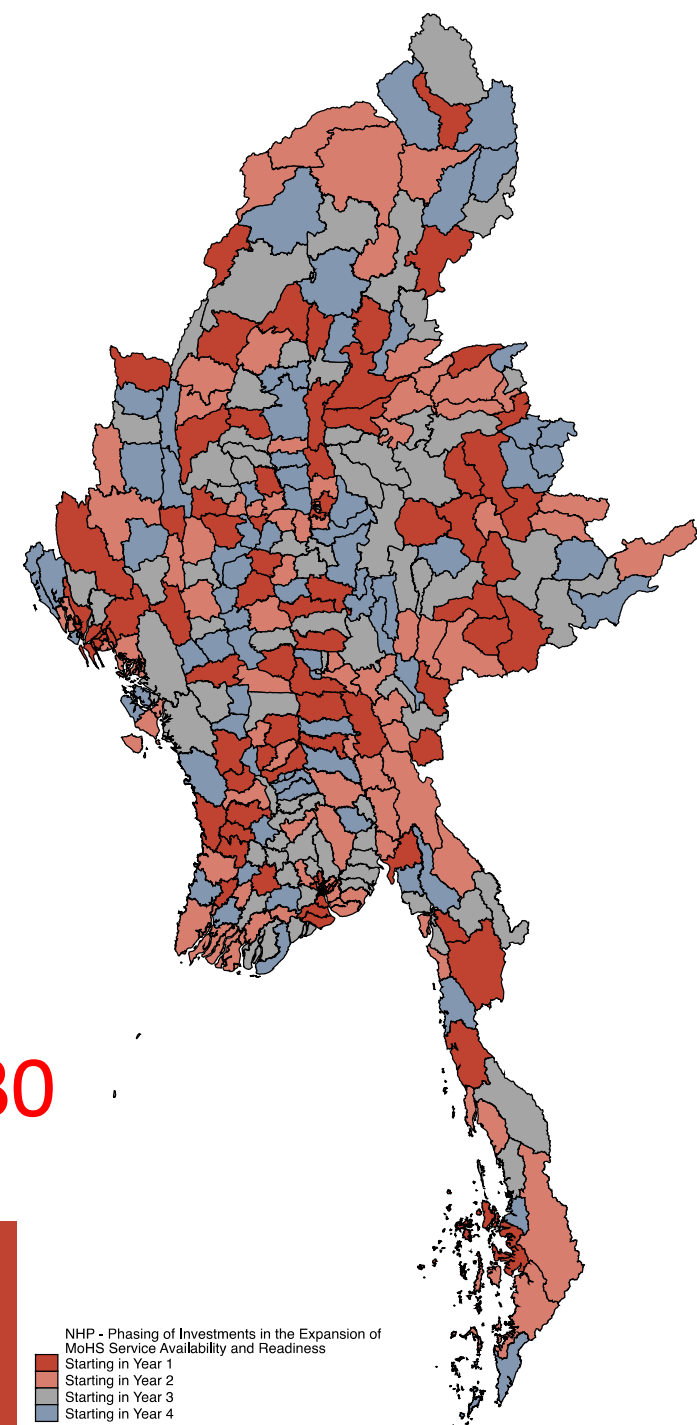 30
NHP - Phasing of Investments in the Expansion of
MoHS Service Availability and Readiness
Starting in Year 1
Starting in Year 2
Starting in Year 3
Starting in Year 4